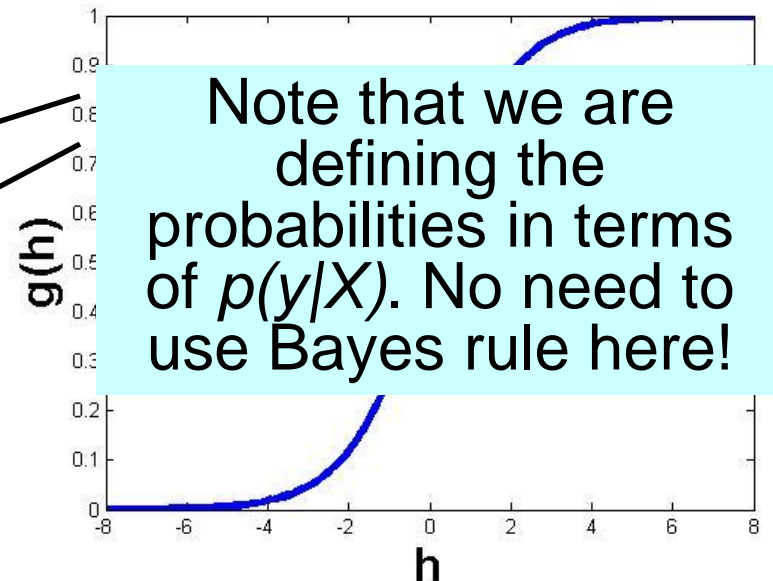 Note that we are
defining the
probabilities in terms
of p(y|X). No need to
use Bayes rule here!
g(h)
1
0.9
0.8
0.7
0.6
0.5
0.4
0.3
0.2
0.1
0
-8 -6 -4 -2 0 2 4 6 8
h